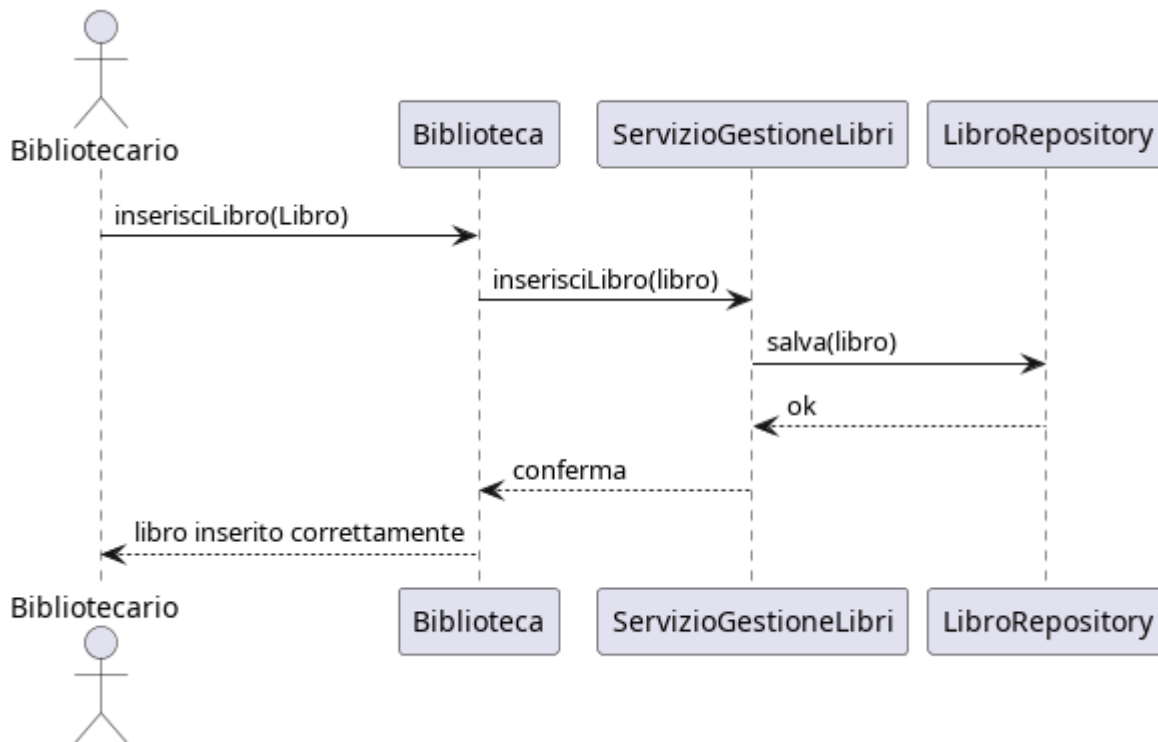 Bibliotecario
Biblioteca
ServizioGestioneLibri
LibroRepository
inserisciLibro(Libro)
inserisciLibro(libro)
salva(libro)
ok
conferma
libro inserito correttamente
Bibliotecario
Biblioteca
ServizioGestioneLibri
LibroRepository